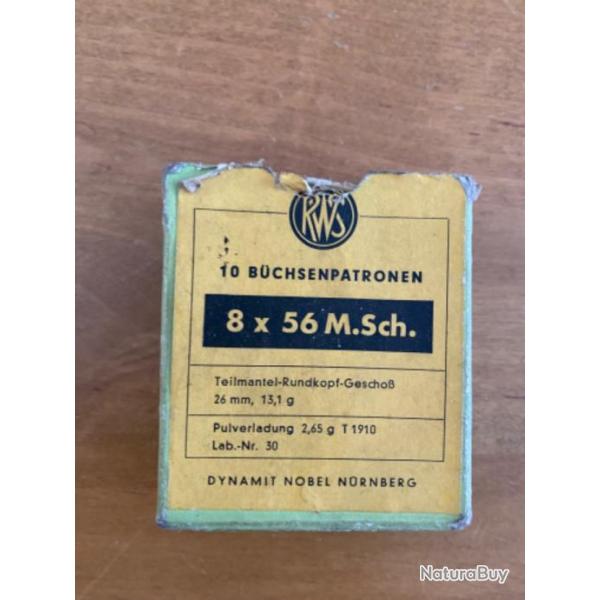 RWS
10 BÜCHSENPATRONEN
8 x 56 M.Sch.
Teilmantel-Rundkopf-Geschoß
26 mm, 13,1 g
Pulverladung 2,65 g T 1910
Lab.-Nr. 30
DYNAMIT NOBEL NÜRNBERG
NaturaBuy